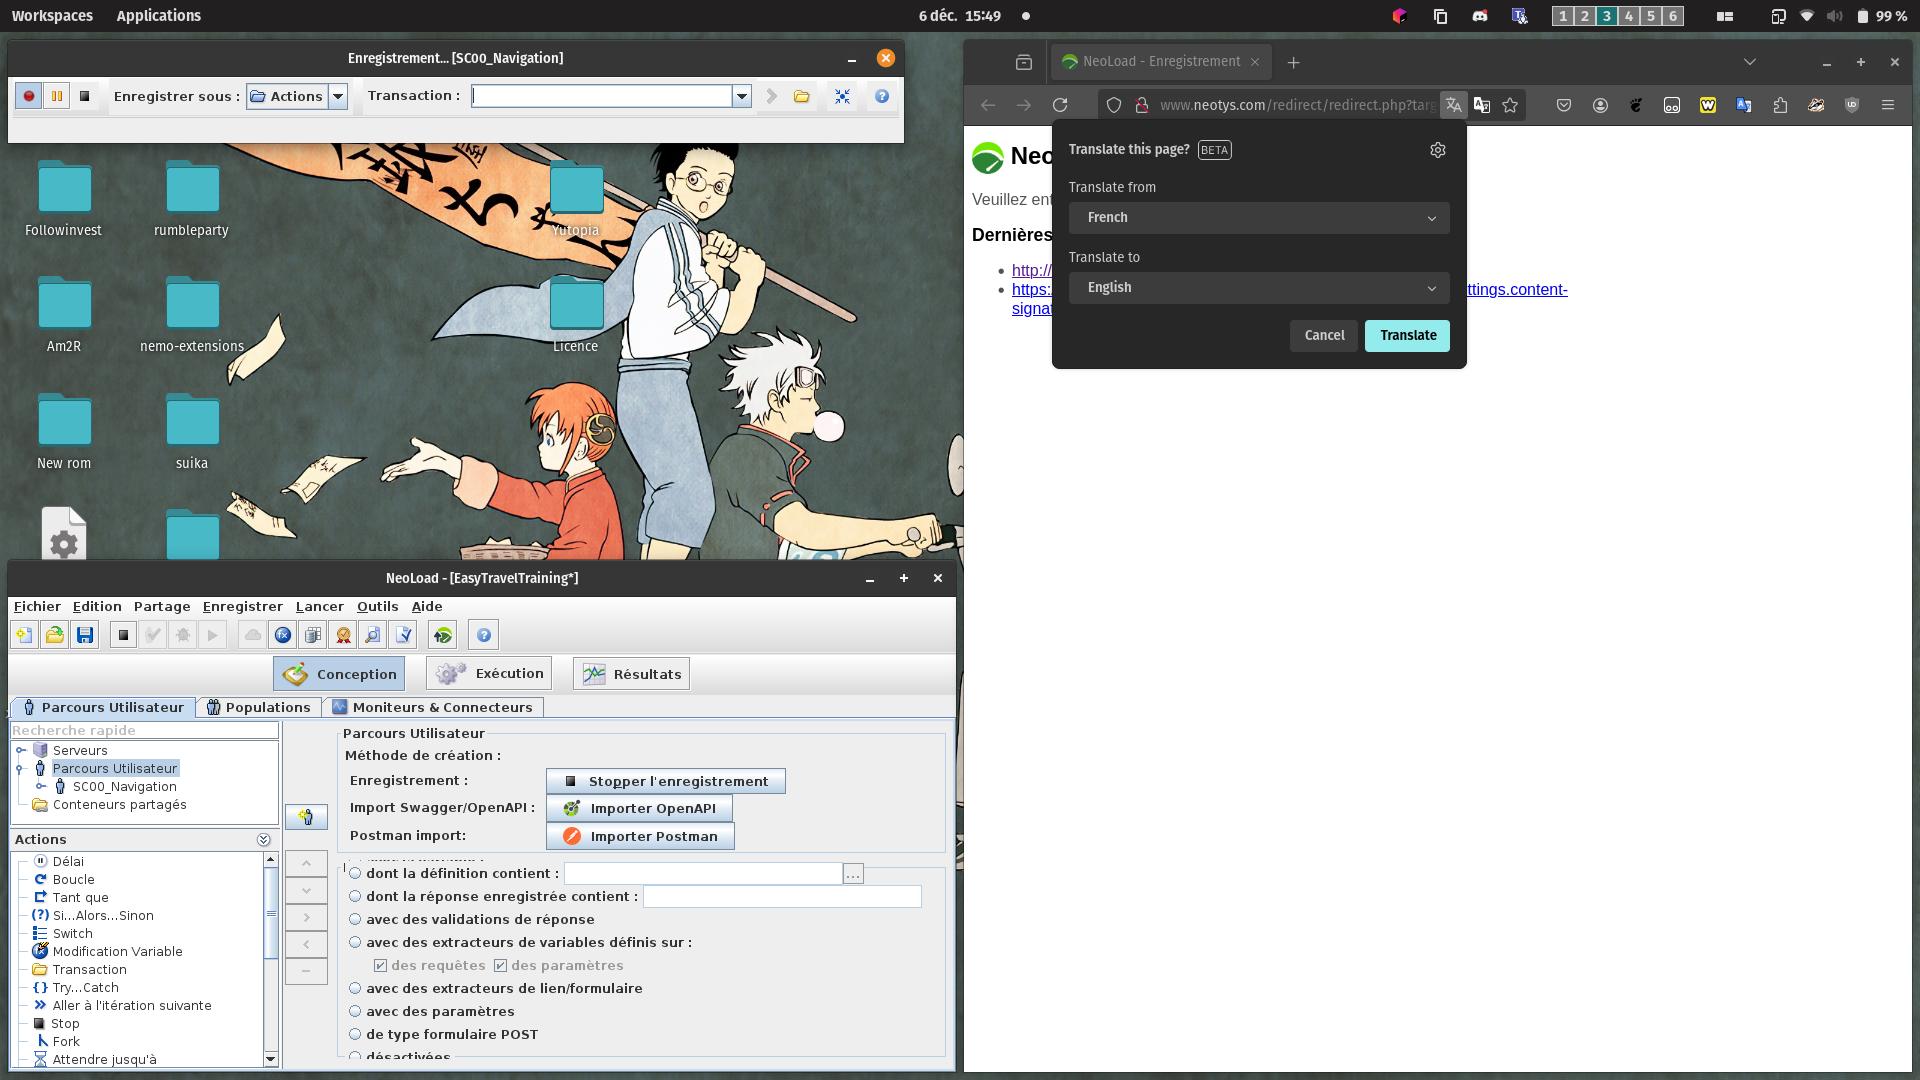 Workspaces Applications 6 déc. 15:49 1 2 3 4 5 6 99 %
Enregistrement... [SC00_Navigation]
Enregistrer sous : Actions Transaction :
Followinvest rumbleparty Yutopia
Am2R nemo-extensions Licence
New rom suika
NeoLoad - Enregistrement
www.neotys.com/redirect/redirect.php?targ
Neo
Veuillez ent
Dernières
http://
https:
ttings.content-
signat
Translate this page? BETA
Translate from
French
Translate to
English
Cancel Translate
NeoLoad - [EasyTravelTraining*]
Fichier Edition Partage Enregistrer Lancer Outils Aide
Conception Exécution Résultats
Parcours Utilisateur Populations Moniteurs & Connecteurs
Recherche rapide
Serveurs
Parcours Utilisateur
SC00_Navigation
Conteneurs partagés
Actions
Délai
Boucle
Tant que
Si...Alors...Sinon
Switch
Modification Variable
Transaction
Try...Catch
Aller à l'itération suivante
Stop
Fork
Attendre jusqu'à
Parcours Utilisateur
Méthode de création :
Enregistrement : Stopper l'enregistrement
Import Swagger/OpenAPI : Importer OpenAPI
Postman import: Importer Postman
dont la définition contient : ...
dont la réponse enregistrée contient :
avec des validations de réponse
avec des extracteurs de variables définis sur :
des requêtes des paramètres
avec des extracteurs de lien/formulaire
avec des paramètres
de type formulaire POST
désactivées